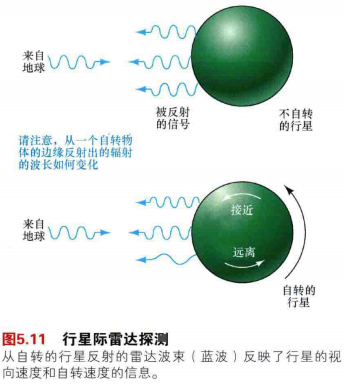 来自
地球
被反射
的信号
不自转
的行星
请注意，从一个自转物
体的边缘反射出的辐射
的波长如何变化
接近
来自
地球
远离
自转的
行星
图5.11 行星际雷达探测
从自转的行星反射的雷达波束（蓝波）反映了行星的视
向速度和自转速度的信息。